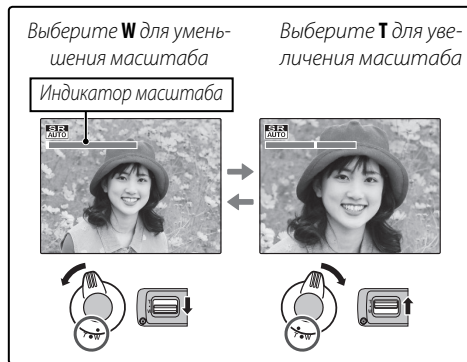 Выберите W для умень-
шения масштаба
Выберите T для уве-
личения масштаба
Индикатор масштаба
SR
AUTO
SR
AUTO
W
W